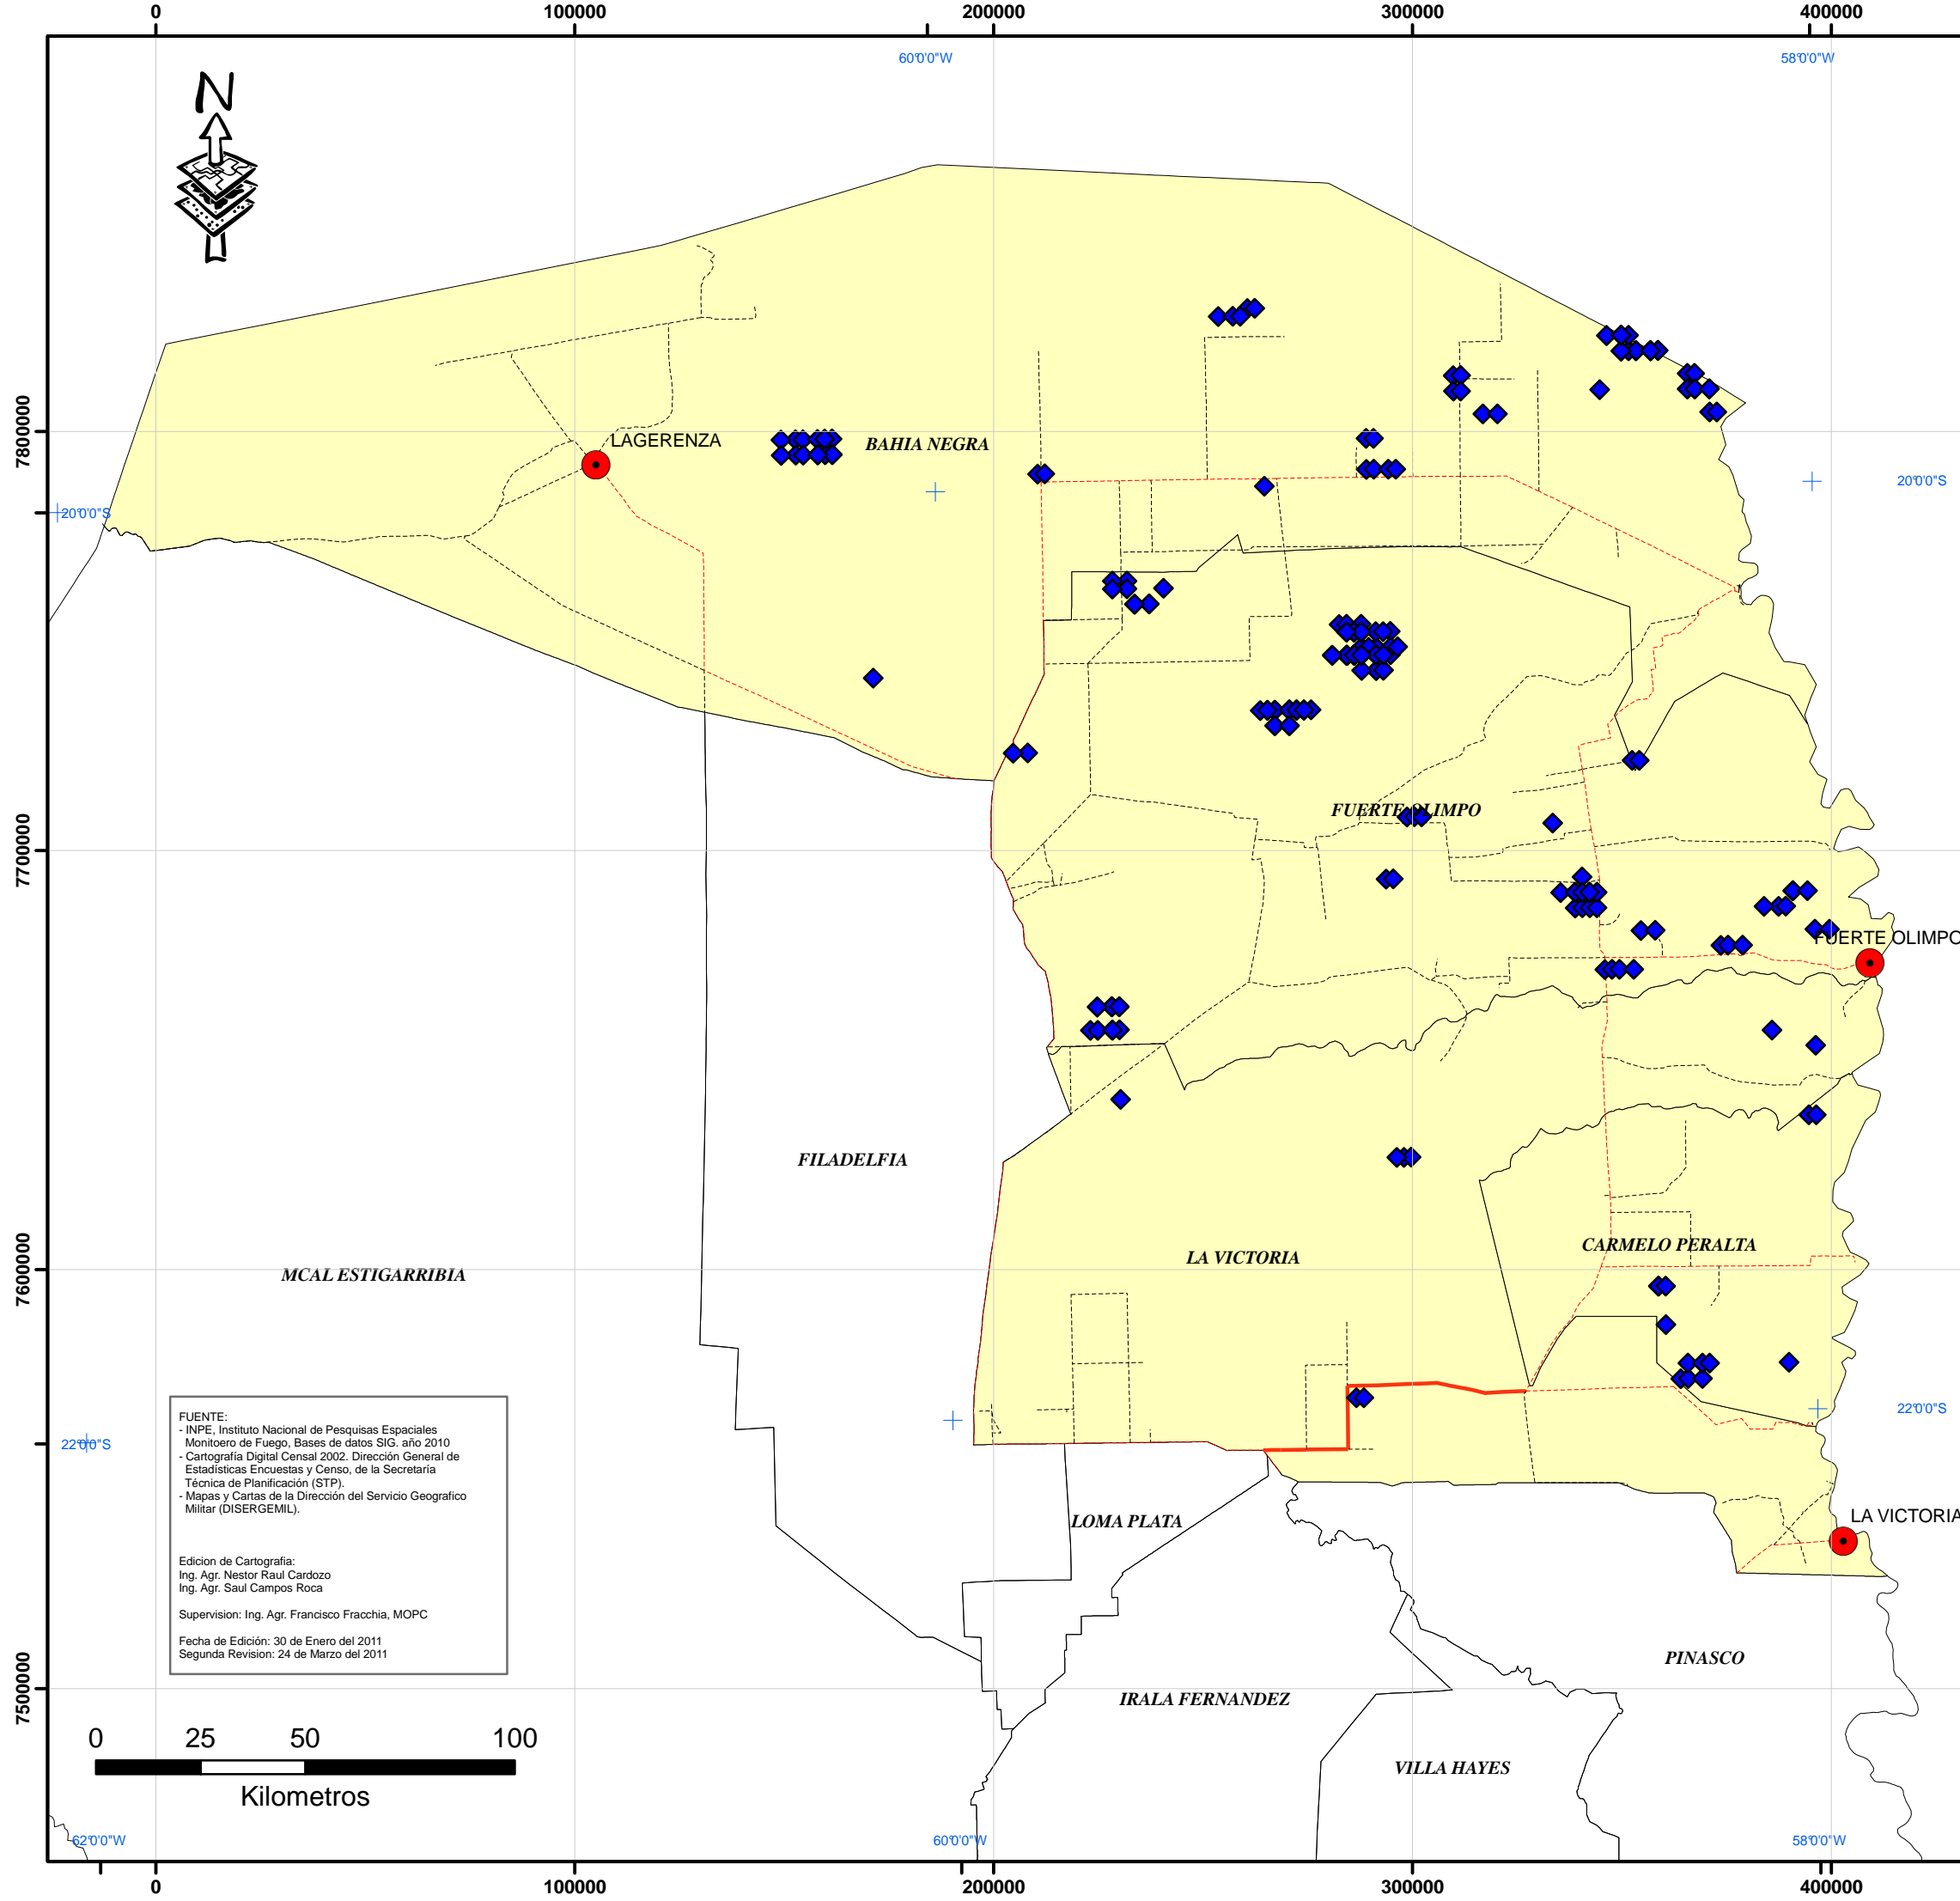 0 100000 200000 300000 400000
60°0'0"W 58°0'0"W
N
7800000
LAGERENZA
BAHIA NEGRA
20°0'0"S
20°0'0"S
FUERTE OLIMPO
7700000
FUERTE OLIMPO
FILADELFIA
MCAL ESTIGARRIBIA
LA VICTORIA
CARMELO PERALTA
7600000
22°0'0"S
22°0'0"S
FUENTE:
- INPE, Instituto Nacional de Pesquisas Espaciales
Monitoero de Fuego, Bases de datos SIG. año 2010
- Cartografía Digital Censal 2002. Dirección General de
Estadísticas Encuestas y Censo, de la Secretaría
Técnica de Planificación (STP).
- Mapas y Cartas de la Dirección del Servicio Geografico
Militar (DISERGEMIL).
Edicion de Cartografia:
Ing. Agr. Nestor Raul Cardozo
Ing. Agr. Saul Campos Roca
Supervision: Ing. Agr. Francisco Fracchia, MOPC
Fecha de Edición: 30 de Enero del 2011
Segunda Revision: 24 de Marzo del 2011
LOMA PLATA
LA VICTORIA
PINASCO
7500000
IRALA FERNANDEZ
VILLA HAYES
0 25 50 100
Kilometros
62°0'0"W 60°0'0"W 58°0'0"W
0 100000 200000 300000 400000